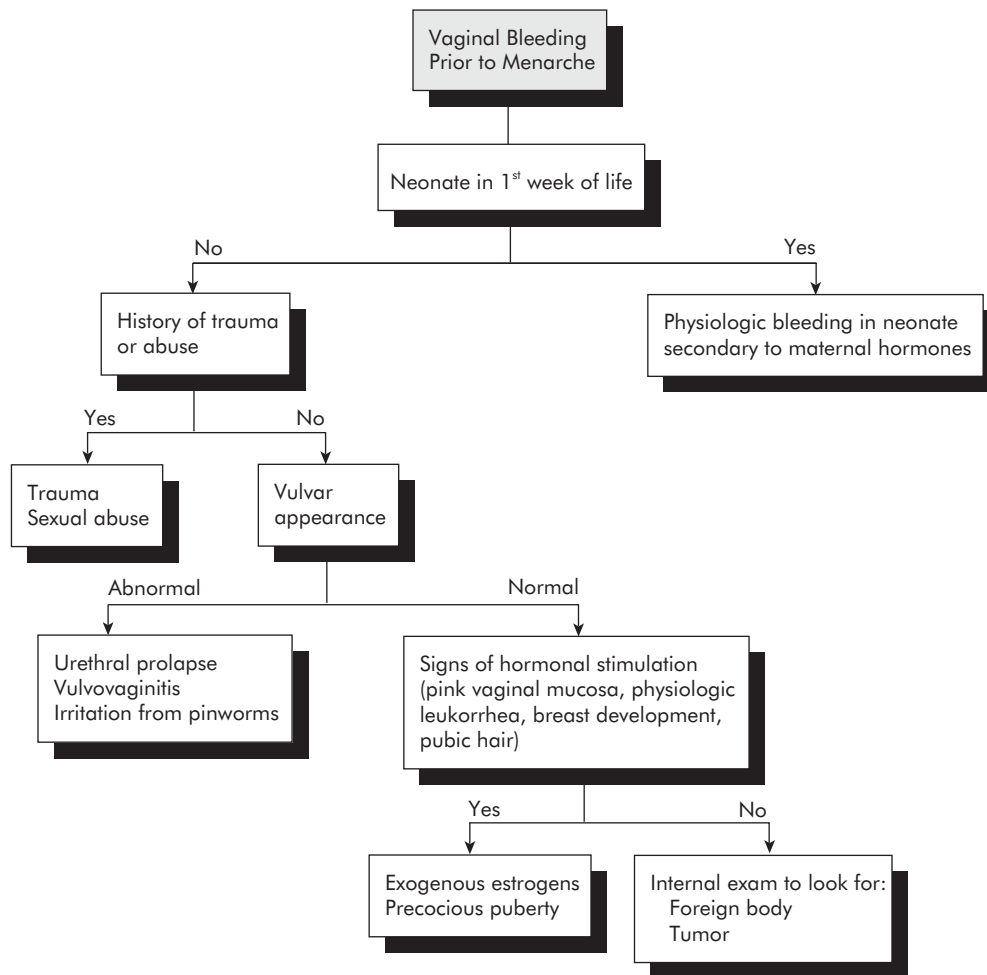 Vaginal Bleeding
Prior to Menarche
Neonate in 1st week of life
No
Yes
History of trauma
or abuse
Physiologic bleeding in neonate
secondary to maternal hormones
Yes
No
Trauma
Sexual abuse
Vulvar
appearance
Abnormal
Normal
Urethral prolapse
Vulvovaginitis
Irritation from pinworms
Signs of hormonal stimulation
(pink vaginal mucosa, physiologic
leukorrhea, breast development,
pubic hair)
Yes
No
Exogenous estrogens
Precocious puberty
Internal exam to look for:
Foreign body
Tumor